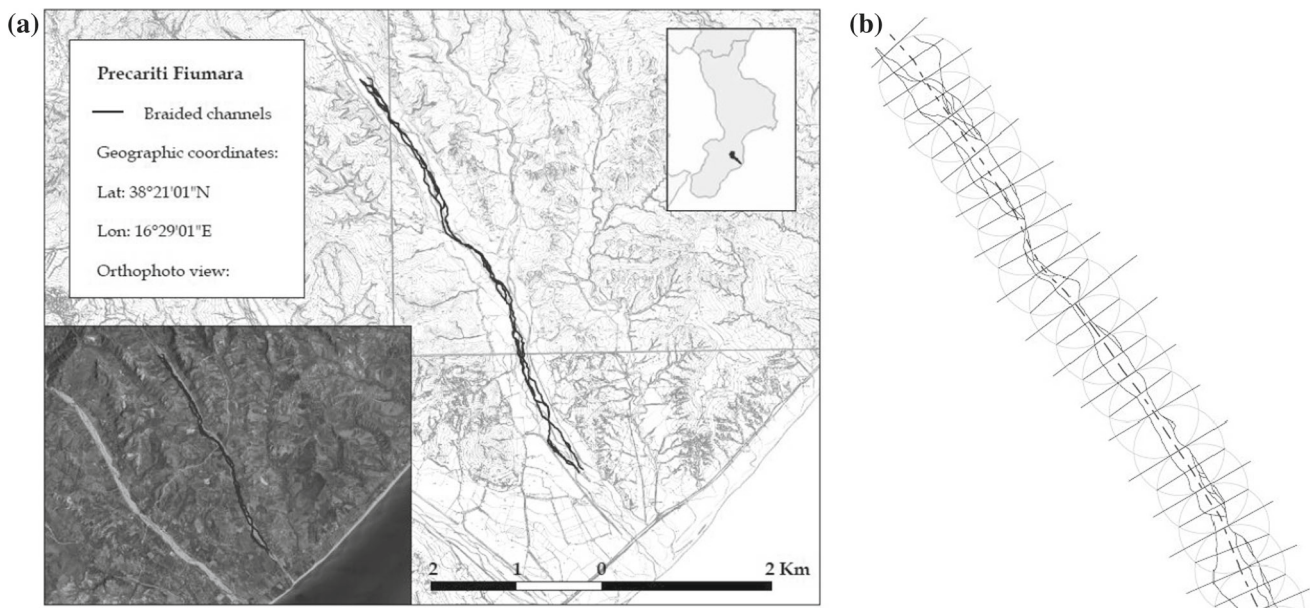 (a)
Precariti Fiumara
Braided channels
Geographic coordinates:
Lat: 38°21'01"N
Lon: 16°29'01"E
Orthophoto view:
2 1 0 2 Km
(b)